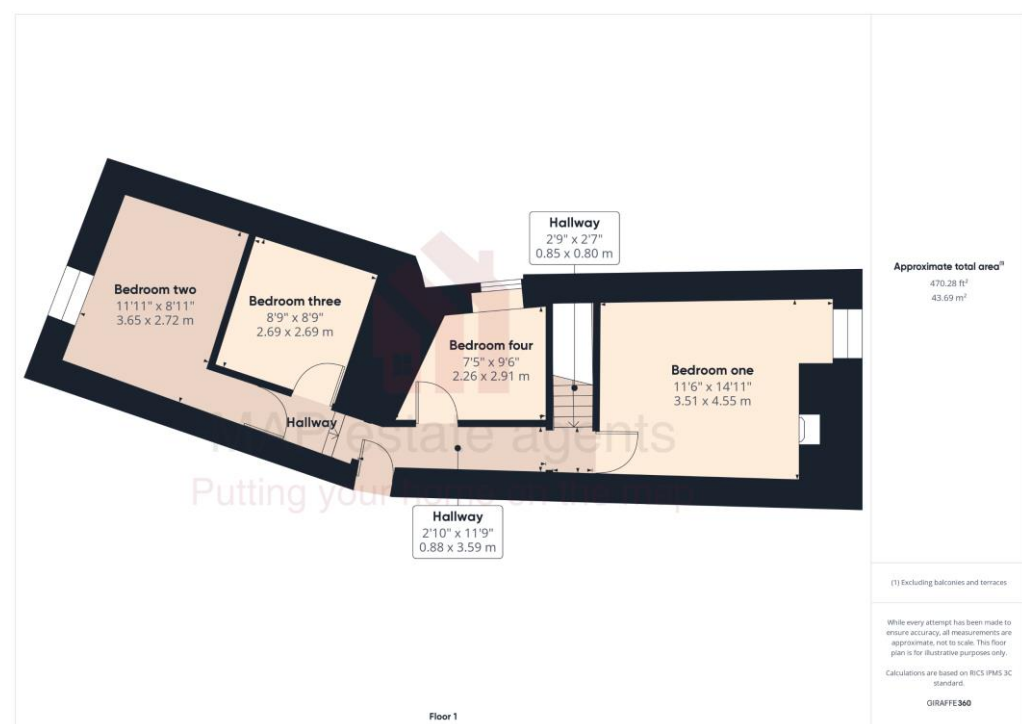 Hallway
2'9" x 2'7"
0.85 x 0.80 m
Bedroom two
11'11" x 8'11"
3.65 x 2.72 m
Bedroom three
8'9" x 8'9"
2.69 x 2.69 m
Bedroom four
7'5" x 9'6"
2.26 x 2.91 m
Bedroom one
11'6" x 14'11"
3.51 x 4.55 m
Hallway
MAP estate agents
Putting your home on the map
Hallway
2'10" x 11'9"
0.88 x 3.59 m
Floor 1
Approximate total area⁽¹⁾
470.28 ft²
43.69 m²
(1) Excluding balconies and terraces
While every attempt has been made to
ensure accuracy, all measurements are
approximate, not to scale. This floor
plan is for illustrative purposes only.
Calculations are based on RICS IPMS 3C
standard.
GIRAFFE360